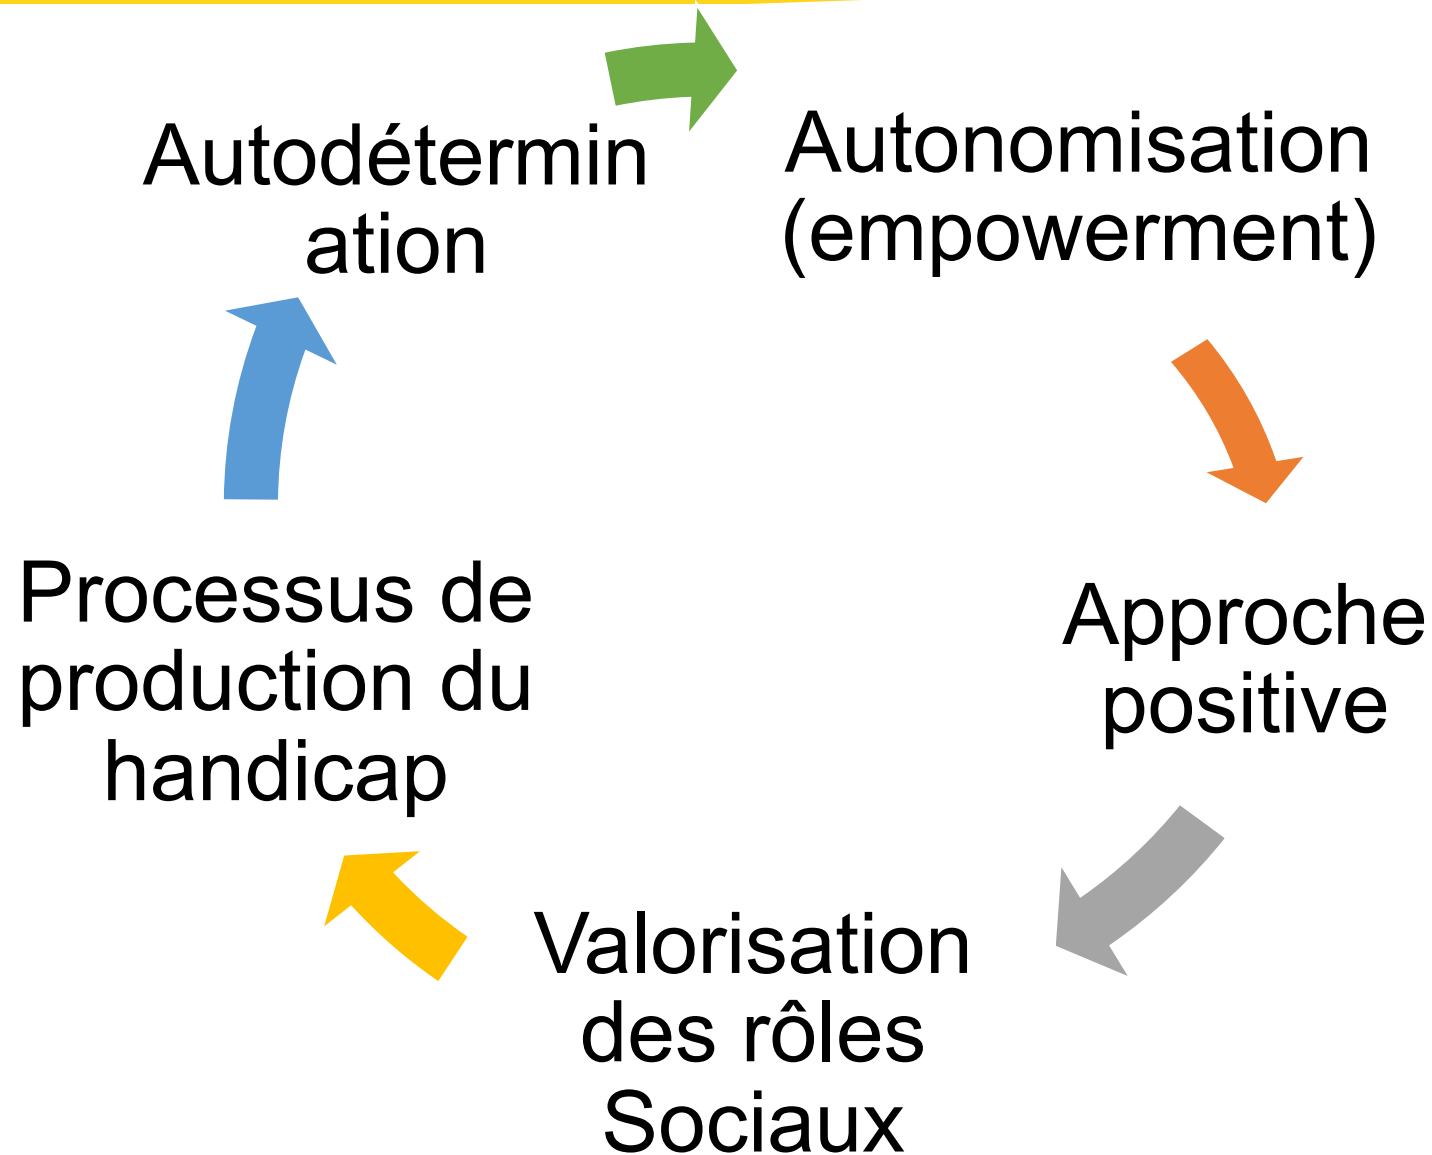 Autodétermin
ation
Autonomisation
(empowerment)
Approche
positive
Valorisation
des rôles
Sociaux
Processus de
production du
handicap